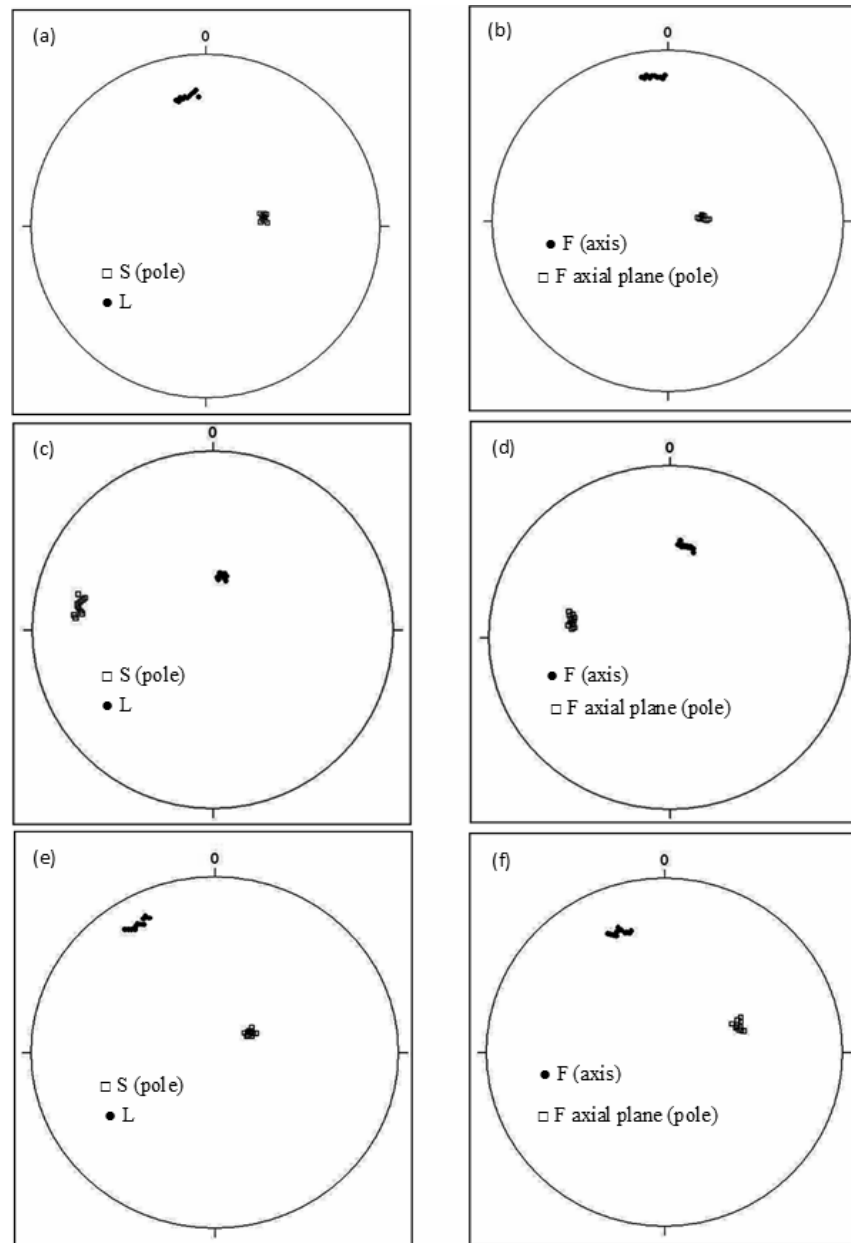 (a)
0
□ S (pole)
● L
(b)
0
● F (axis)
□ F axial plane (pole)
(c)
0
□ S (pole)
● L
(d)
0
● F (axis)
□ F axial plane (pole)
(e)
0
□ S (pole)
● L
(f)
0
● F (axis)
□ F axial plane (pole)